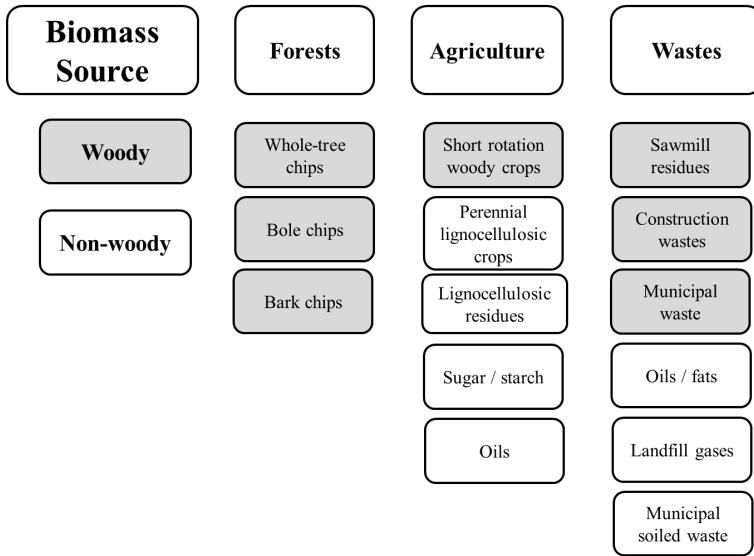 Biomass
Source
Forests
Agriculture
Wastes
Woody
Non-woody
Whole-tree
chips
Bole chips
Bark chips
Short rotation
woody crops
Perennial
lignocellulosic
crops
Lignocellulosic
residues
Sugar / starch
Oils
Sawmill
residues
Construction
wastes
Municipal
waste
Oils / fats
Landfill gases
Municipal
soiled waste